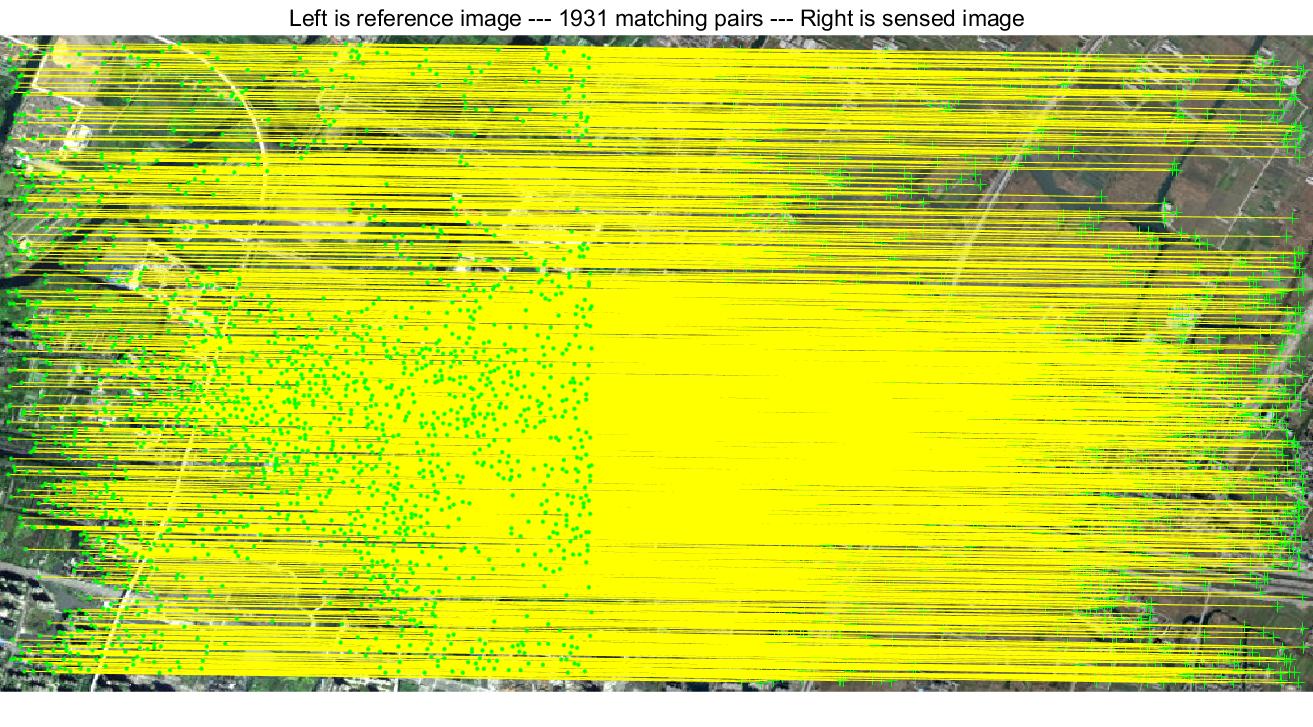 Left is reference image --- 1931 matching pairs --- Right is sensed image